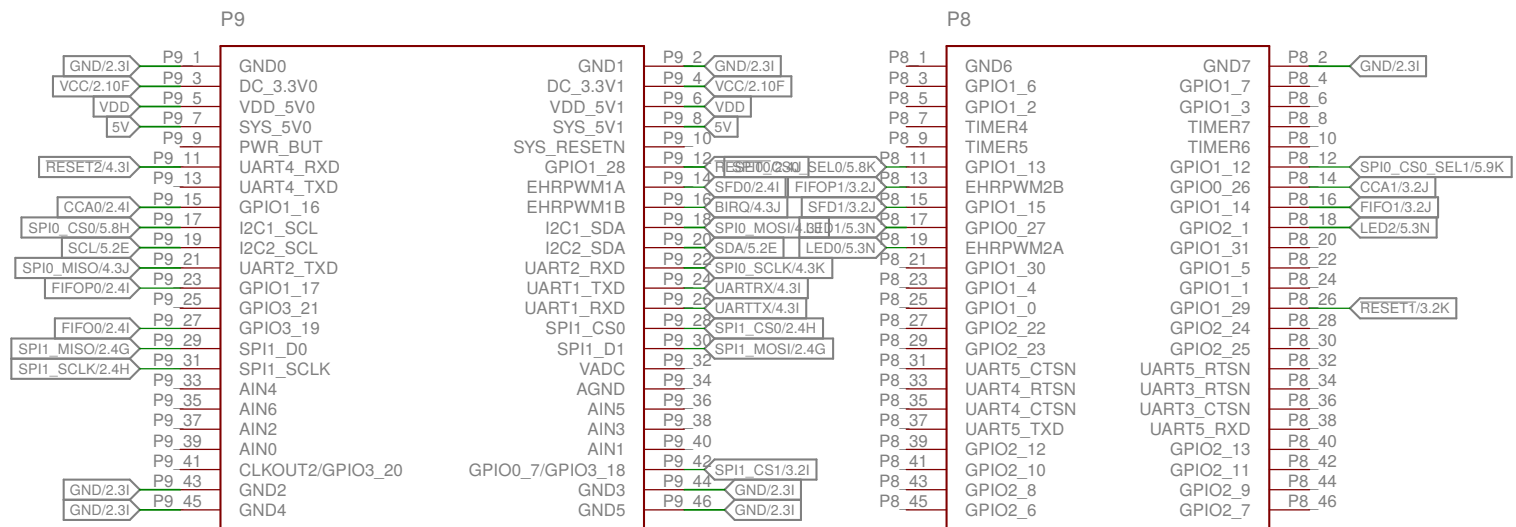 P9 P8
GND/2.3I P9_1 GND0 GND1 P9_2 GND/2.3I P8_1 GND6 GND7 P8_2 GND/2.3I
VCC/2.10F P9_3 DC_3.3V0 DC_3.3V1 P9_4 VCC/2.10F P8_3 GPIO1_6 GPIO1_7 P8_4
VDD P9_5 VDD_5V0 VDD_5V1 P9_6 VDD P8_5 GPIO1_2 GPIO1_3 P8_6
5V P9_7 SYS_5V0 SYS_5V1 P9_8 5V P8_7 TIMER4 TIMER7 P8_8
P9_9 PWR_BUT SYS_RESETN P9_10 P8_9 TIMER5 TIMER6 P8_10
RESET2/4.3I P9_11 UART4_RXD GPIO1_28 P9_12 SPI0_CS0_SEL0/5.8K P8_11 GPIO1_13 GPIO1_12 P8_12 SPI0_CS0_SEL1/5.9K
P9_13 UART4_TXD EHRPWM1A P9_14 SFD0/2.4I FIFOP1/3.2J P8_13 EHRPWM2B GPIO0_26 P8_14 CCA1/3.2J
CCA0/2.4I P9_15 GPIO1_16 EHRPWM1B P9_16 BIRQ/4.3J SFD1/3.2J P8_15 GPIO1_15 GPIO1_14 P8_16 FIFO1/3.2J
SPI0_CS0/5.8H P9_17 I2C1_SCL I2C1_SDA P9_18 SPI0_MOSI/4.3J LED1/5.3N P8_17 GPIO0_27 GPIO2_1 P8_18 LED2/5.3N
SCL/5.2E P9_19 I2C2_SCL I2C2_SDA P9_20 SDA/5.2E LED0/5.3N P8_19 EHRPWM2A GPIO1_31 P8_20
SPI0_MISO/4.3J P9_21 UART2_TXD UART2_RXD P9_22 SPI0_SCLK/4.3K P8_21 GPIO1_30 GPIO1_5 P8_22
FIFOP0/2.4I P9_23 GPIO1_17 UART1_TXD P9_24 UARTRX/4.3I P8_23 GPIO1_4 GPIO1_1 P8_24
P9_25 GPIO3_21 UART1_RXD P9_26 UARTTX/4.3I P8_25 GPIO1_0 GPIO1_29 P8_26 RESET1/3.2K
FIFO0/2.4I P9_27 GPIO3_19 SPI1_CS0 P9_28 SPI1_CS0/2.4H P8_27 GPIO2_22 GPIO2_24 P8_28
SPI1_MISO/2.4G P9_29 SPI1_D0 SPI1_D1 P9_30 SPI1_MOSI/2.4G P8_29 GPIO2_23 GPIO2_25 P8_30
SPI1_SCLK/2.4H P9_31 SPI1_SCLK VADC P9_32 P8_31 UART5_CTSN UART5_RTSN P8_32
P9_33 AIN4 AGND P9_34 P8_33 UART4_RTSN UART3_RTSN P8_34
P9_35 AIN6 AIN5 P9_36 P8_35 UART4_CTSN UART3_CTSN P8_36
P9_37 AIN2 AIN3 P9_38 P8_37 UART5_TXD UART5_RXD P8_38
P9_39 AIN0 AIN1 P9_40 P8_39 GPIO2_12 GPIO2_13 P8_40
P9_41 CLKOUT2/GPIO3_20 GPIO0_7/GPIO3_18 P9_42 SPI1_CS1/3.2I P8_41 GPIO2_10 GPIO2_11 P8_42
GND/2.3I P9_43 GND2 GND3 P9_44 GND/2.3I P8_43 GPIO2_8 GPIO2_9 P8_44
GND/2.3I P9_45 GND4 GND5 P9_46 GND/2.3I P8_45 GPIO2_6 GPIO2_7 P8_46